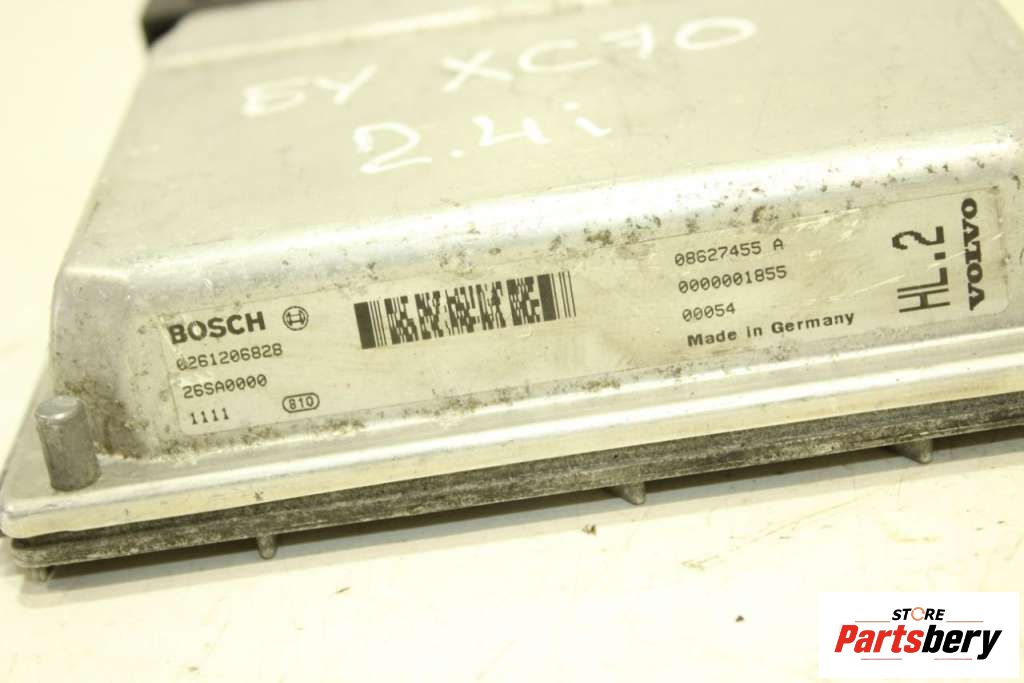 БУ XC70
2.4i
BOSCH
0261206828
26SA0000
1111
810
08627455 A
0000001855
00054
Made in Germany
HL.2
VOLVO
STORE
Partsbery